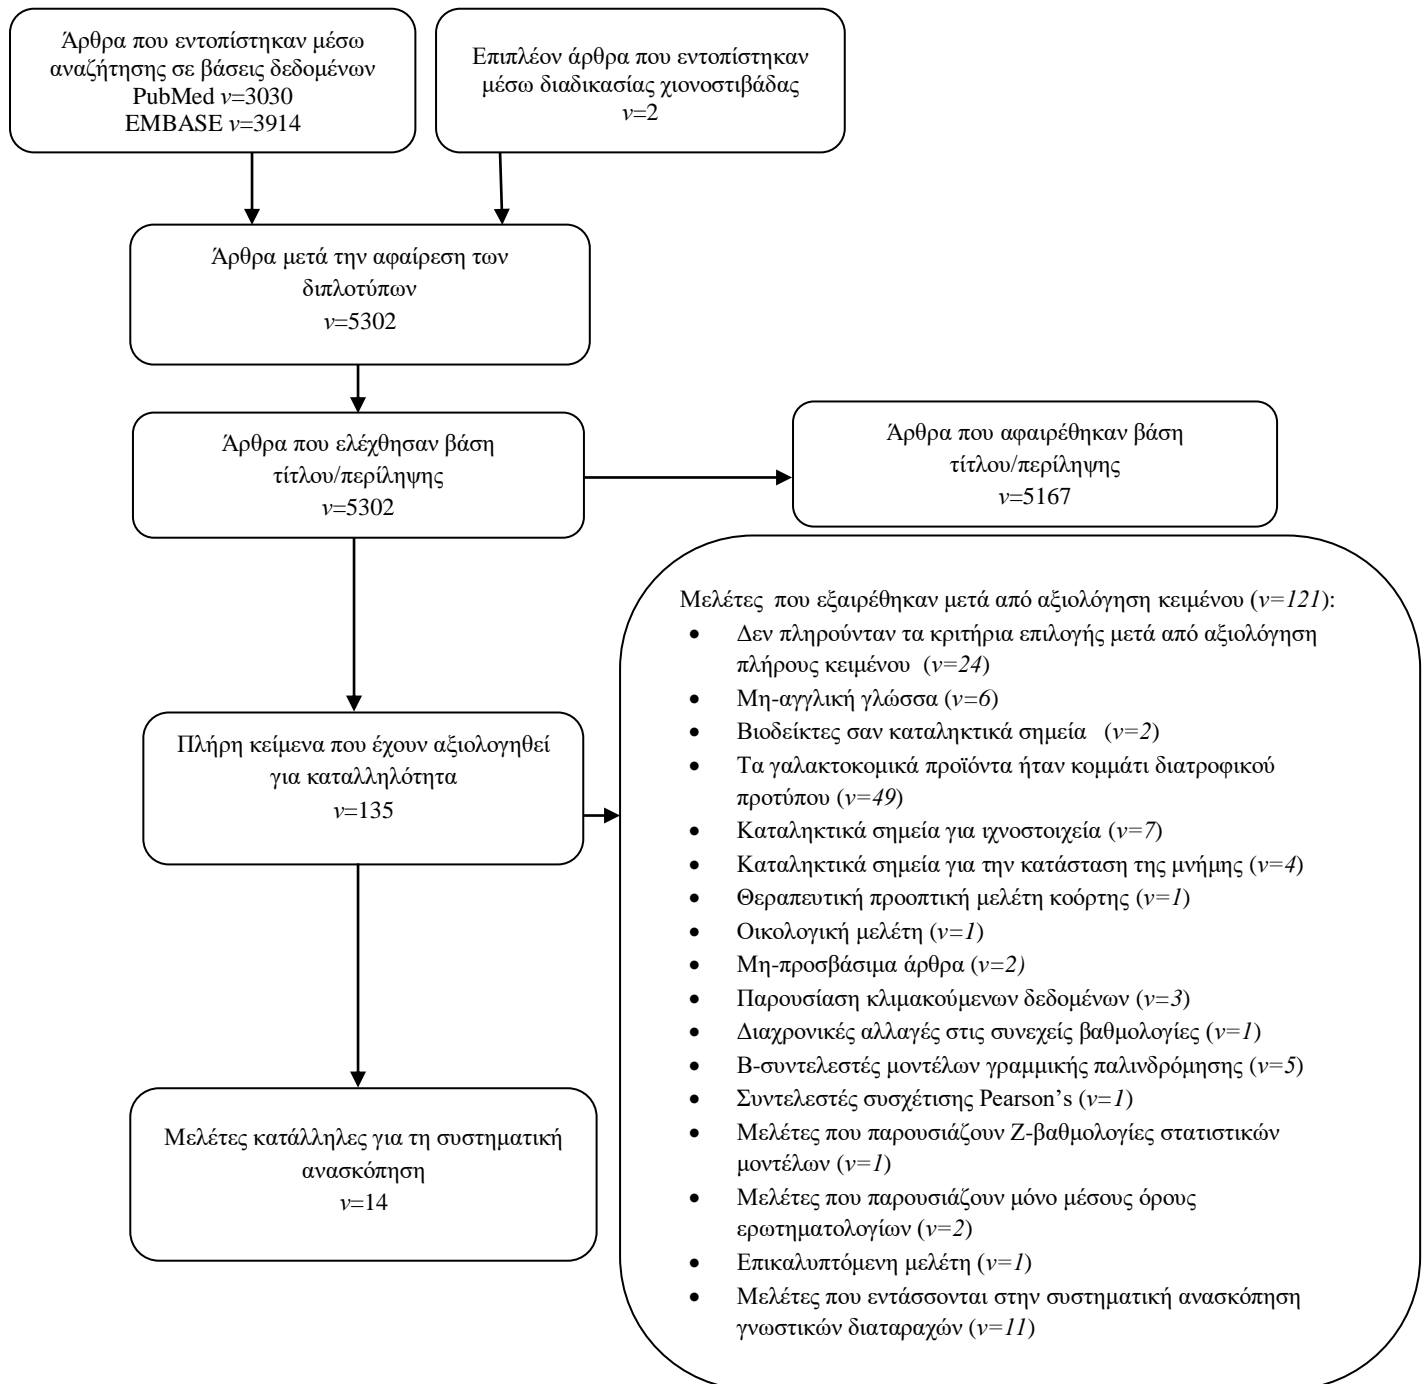 Άρθρα που εντοπίστηκαν μέσω
αναζήτησης σε βάσεις δεδομένων
PubMed ν=3030
EMBASE ν=3914
Επιπλέον άρθρα που εντοπίστηκαν
μέσω διαδικασίας χιονοστιβάδας
ν=2
Άρθρα μετά την αφαίρεση των
διπλοτύπων
ν=5302
Άρθρα που ελέχθησαν βάση
τίτλου/περίληψης
ν=5302
Άρθρα που αφαιρέθηκαν βάση
τίτλου/περίληψης
ν=5167
Πλήρη κείμενα που έχουν αξιολογηθεί
για καταλληλότητα
ν=135
Μελέτες που εξαιρέθηκαν μετά από αξιολόγηση κειμένου (ν=121):
• Δεν πληρούνταν τα κριτήρια επιλογής μετά από αξιολόγηση
πλήρους κειμένου (ν=24)
• Μη-αγγλική γλώσσα (ν=6)
• Βιοδείκτες σαν καταληκτικά σημεία (ν=2)
• Τα γαλακτοκομικά προϊόντα ήταν κομμάτι διατροφικού
προτύπου (ν=49)
• Καταληκτικά σημεία για ιχνοστοιχεία (ν=7)
• Καταληκτικά σημεία για την κατάσταση της μνήμης (ν=4)
• Θεραπευτική προοπτική μελέτη κοόρτης (ν=1)
• Οικολογική μελέτη (ν=1)
• Μη-προσβάσιμα άρθρα (ν=2)
• Παρουσίαση κλιμακούμενων δεδομένων (ν=3)
• Διαχρονικές αλλαγές στις συνεχείς βαθμολογίες (ν=1)
• Β-συντελεστές μοντέλων γραμμικής παλινδρόμησης (ν=5)
• Συντελεστές συσχέτισης Pearson’s (ν=1)
• Μελέτες που παρουσιάζουν Ζ-βαθμολογίες στατιστικών
μοντέλων (ν=1)
• Μελέτες που παρουσιάζουν μόνο μέσους όρους
ερωτηματολογίων (ν=2)
• Επικαλυπτόμενη μελέτη (ν=1)
• Μελέτες που εντάσσονται στην συστηματική ανασκόπηση
γνωστικών διαταραχών (ν=11)
Μελέτες κατάλληλες για τη συστηματική
ανασκόπηση
ν=14